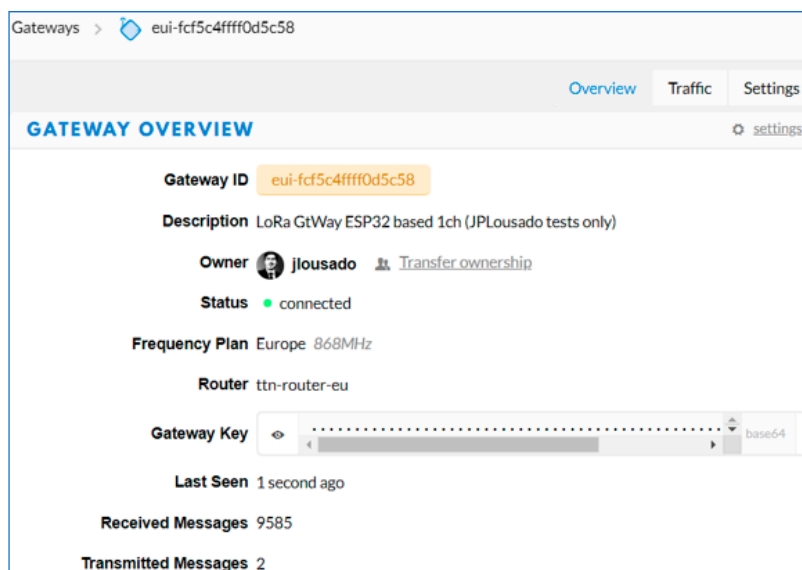 Gateways > eui-fcf5c4ffff0d5c58
Overview Traffic Settings
GATEWAY OVERVIEW settings
Gateway ID eui-fcf5c4ffff0d5c58
Description LoRa GtWay ESP32 based 1ch (JPLousado tests only)
Owner jlousado Transfer ownership
Status connected
Frequency Plan Europe 868MHz
Router ttn-router-eu
Gateway Key base64
Last Seen 1 second ago
Received Messages 9585
Transmitted Messages 2